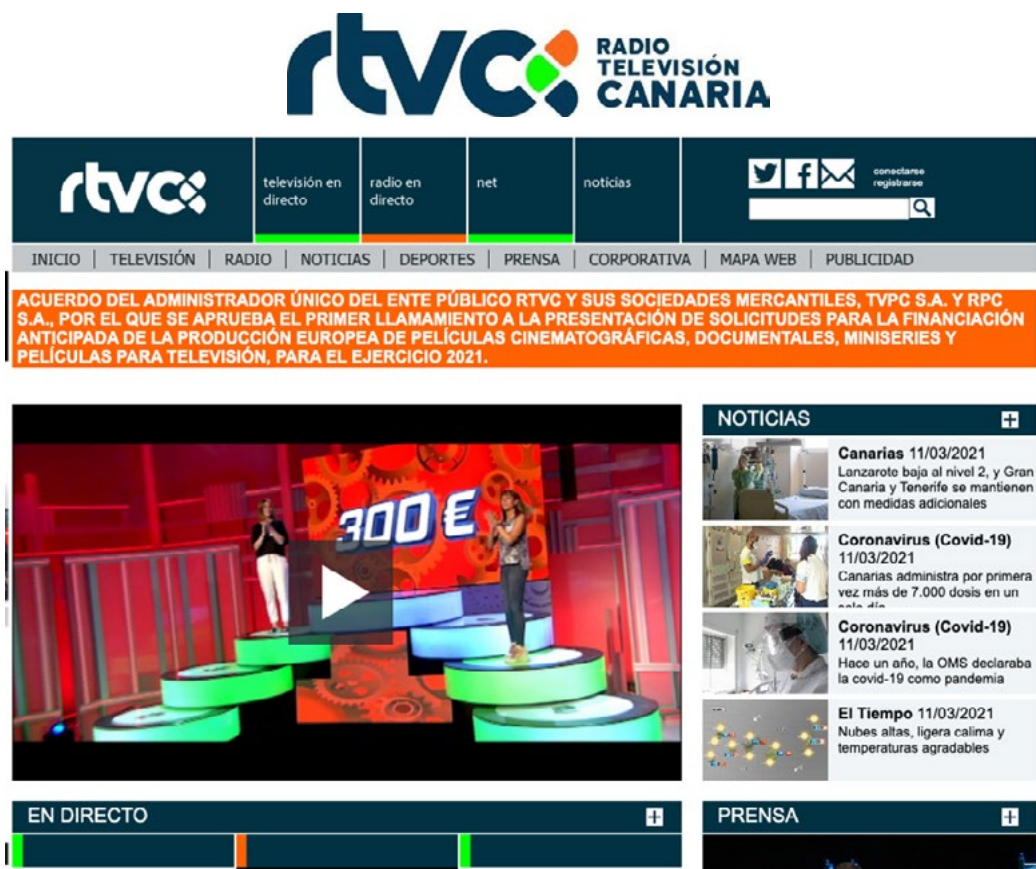 rtvc
RADIO
TELEVISIÓN
CANARIA
rtvc
televisión en
directo
radio en
directo
net
noticias
conectarse
registrarse
INICIO | TELEVISIÓN | RADIO | NOTICIAS | DEPORTES | PRENSA | CORPORATIVA | MAPA WEB | PUBLICIDAD
ACUERDO DEL ADMINISTRADOR ÚNICO DEL ENTE PÚBLICO RTVC Y SUS SOCIEDADES MERCANTILES, TVPC S.A. Y RPC
S.A., POR EL QUE SE APRUEBA EL PRIMER LLAMAMIENTO A LA PRESENTACIÓN DE SOLICITUDES PARA LA FINANCIACIÓN
ANTICIPADA DE LA PRODUCCIÓN EUROPEA DE PELÍCULAS CINEMATOGRÁFICAS, DOCUMENTALES, MINISERIES Y
PELÍCULAS PARA TELEVISIÓN, PARA EL EJERCICIO 2021.
300 €
NOTICIAS
Canarias 11/03/2021
Lanzarote baja al nivel 2, y Gran
Canaria y Tenerife se mantienen
con medidas adicionales
Coronavirus (Covid-19)
11/03/2021
Canarias administra por primera
vez más de 7.000 dosis en un
solo día
Coronavirus (Covid-19)
11/03/2021
Hace un año, la OMS declaraba
la covid-19 como pandemia
El Tiempo 11/03/2021
Nubes altas, ligera calima y
temperaturas agradables
EN DIRECTO
PRENSA